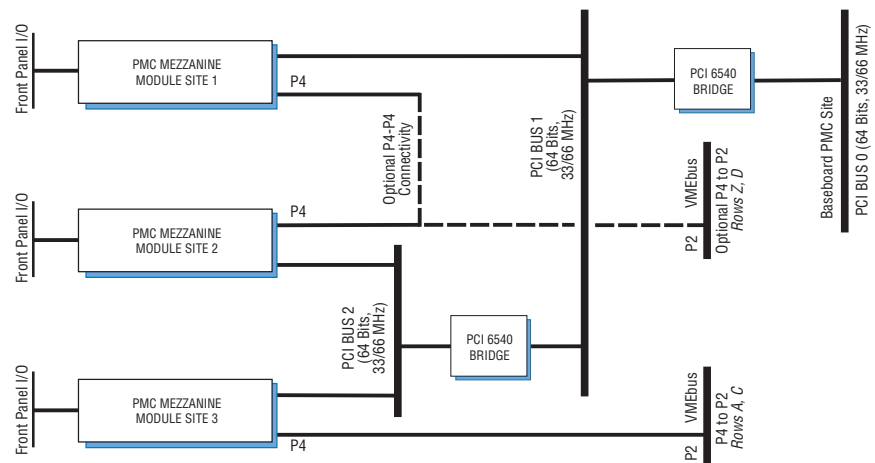 Front Panel I/O
PMC MEZZANINE
MODULE SITE 1
P4
Optional P4-P4
Connectivity
PCI BUS 1
(64 Bits,
33/66 MHz)
PCI 6540
BRIDGE
Baseboard PMC Site
PCI BUS 0 (64 Bits, 33/66 MHz)
Front Panel I/O
PMC MEZZANINE
MODULE SITE 2
P4
P2 VMEbus
Optional P4 to P2
Rows Z, D
PCI BUS 2
(64 Bits,
33/66 MHz)
PCI 6540
BRIDGE
Front Panel I/O
PMC MEZZANINE
MODULE SITE 3
P4
P2 VMEbus
P4 to P2
Rows A, C